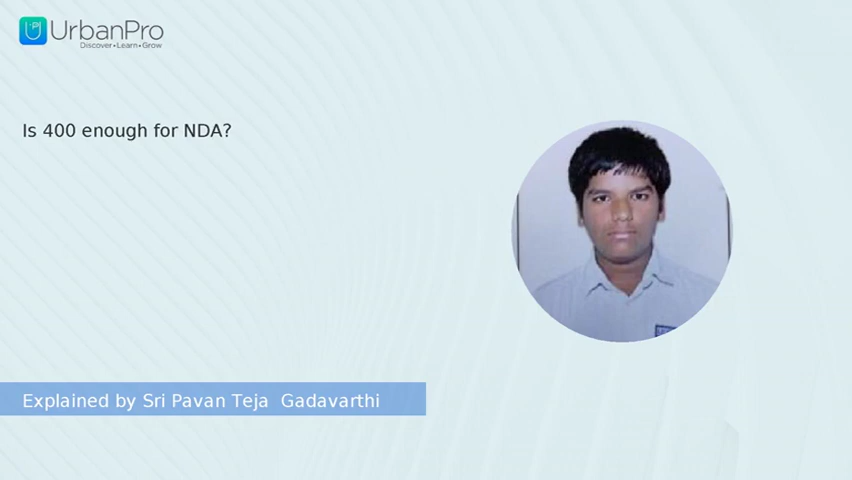 UrbanPro
Discover•Learn•Grow
Is 400 enough for NDA?
Explained by Sri Pavan Teja  Gadavarthi